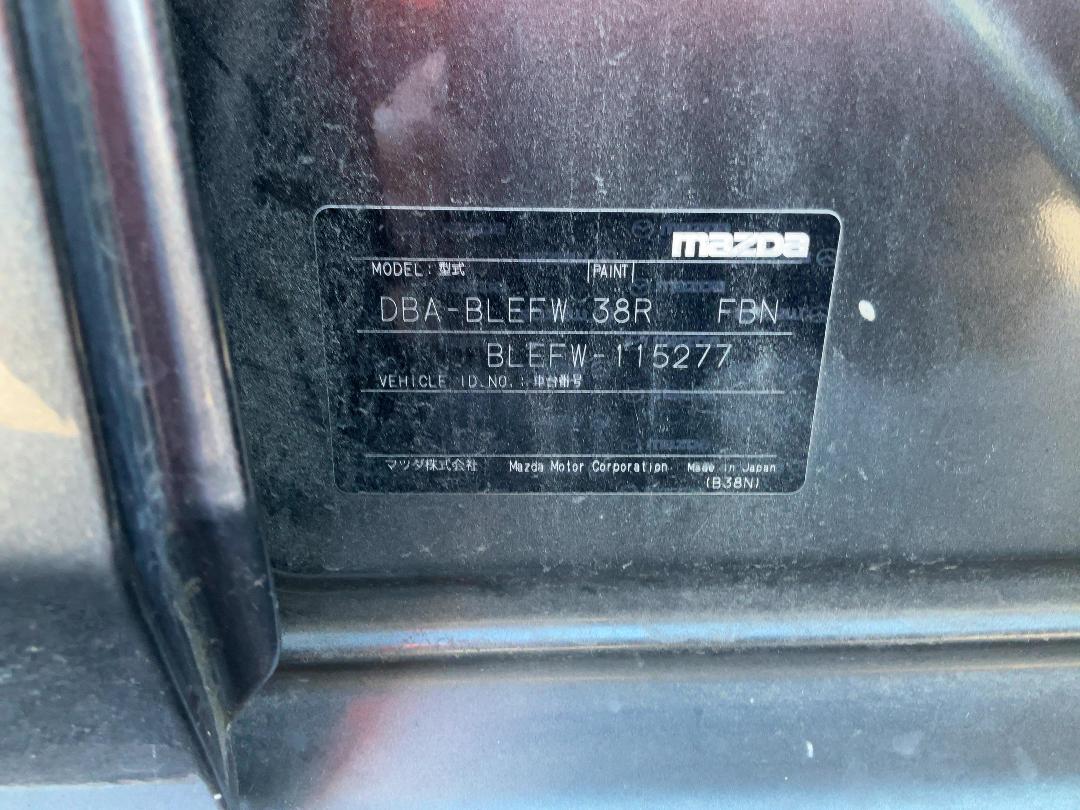 mazda
MODEL：型式 PAINT
DBA-BLEFW 38R FBN
BLEFW-115277
VEHICLE ID.NO.：車台番号
マツダ株式会社 Mazda Motor Corporation Made in Japan
(B38N)